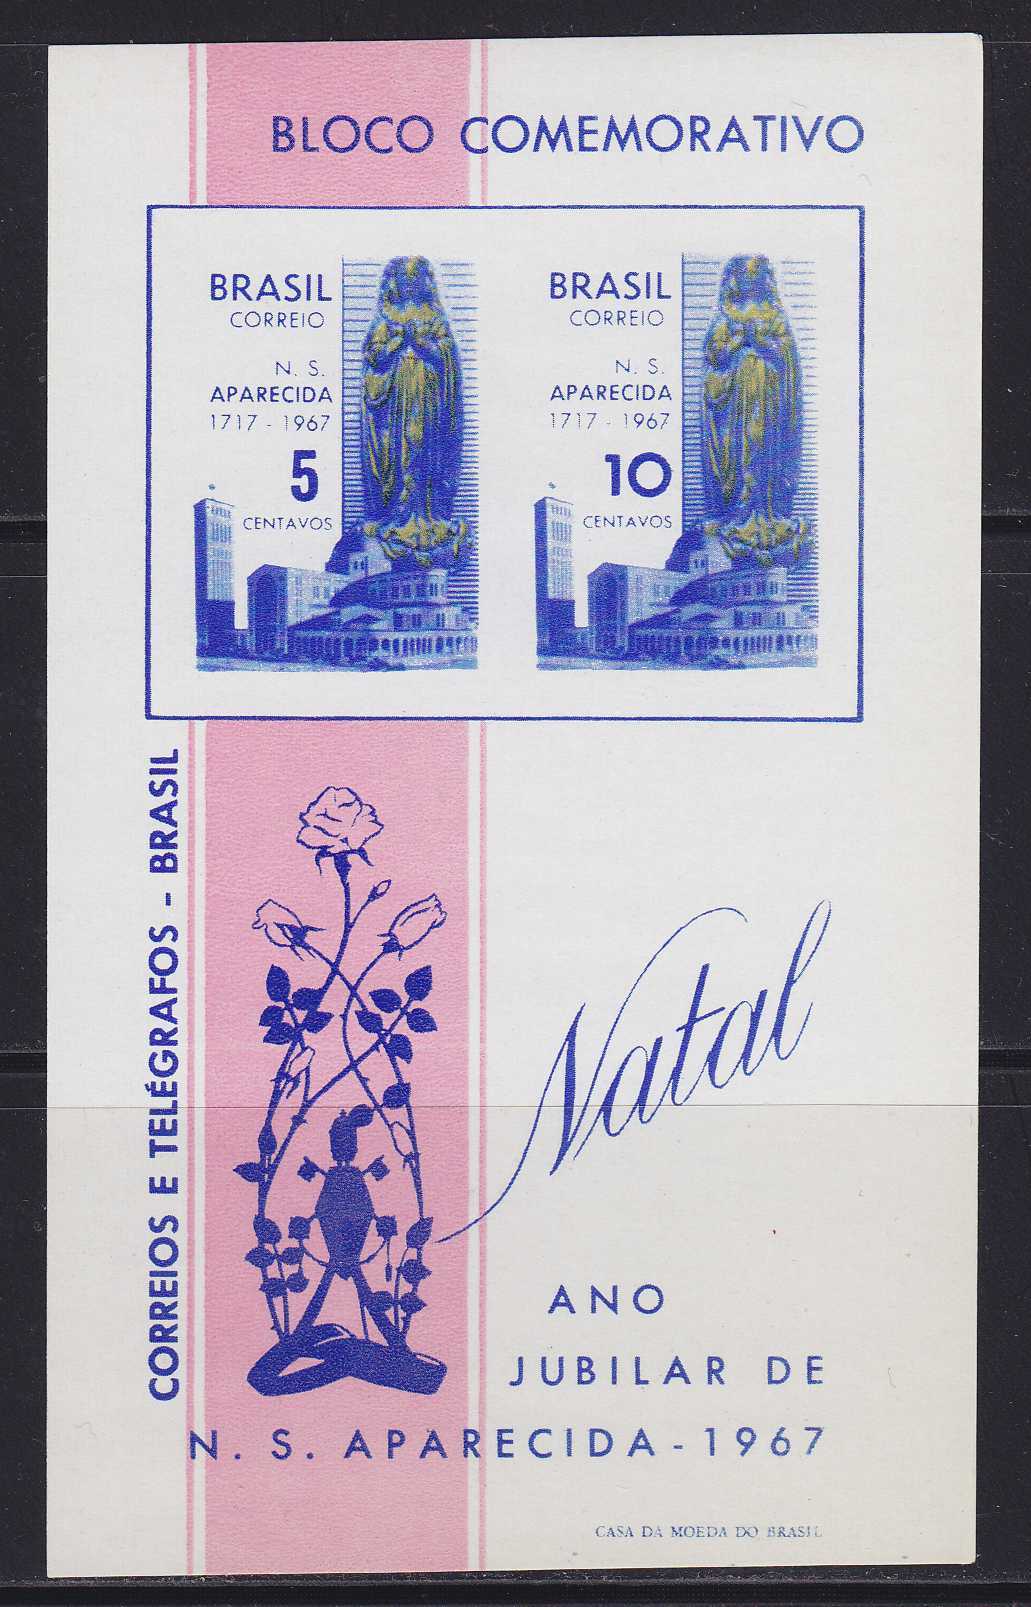 BLOCO COMEMORATIVO
BRASIL
CORREIO
N. S.
APARECIDA
1717 - 1967
5
CENTAVOS
BRASIL
CORREIO
N. S.
APARECIDA
1717 - 1967
10
CENTAVOS
CORREIOS E TELÉGRAFOS - BRASIL
Natal
ANO
JUBILAR DE
N. S. APARECIDA - 1967
CASA DA MOEDA DO BRASIL